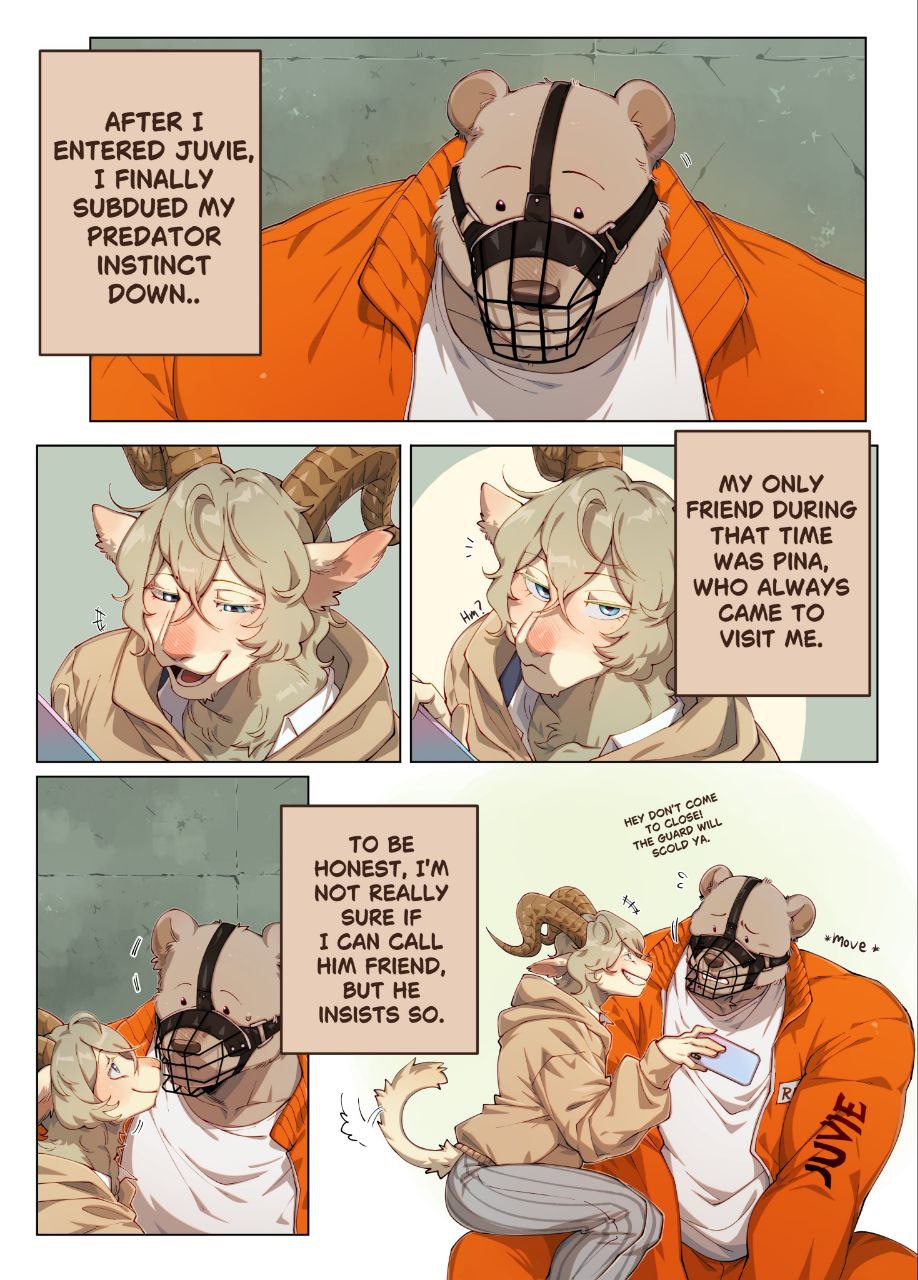 AFTER I
ENTERED JUVIE,
I FINALLY
SUBDUED MY
PREDATOR
INSTINCT
DOWN..
Hm?
MY ONLY
FRIEND DURING
THAT TIME
WAS PINA,
WHO ALWAYS
CAME TO
VISIT ME.
TO BE
HONEST, I'M
NOT REALLY
SURE IF
I CAN CALL
HIM FRIEND,
BUT HE
INSISTS SO.
HEY DON'T COME
TO CLOSE!
THE GUARD WILL
SCOLD YA.
*move*
R
JUVIE